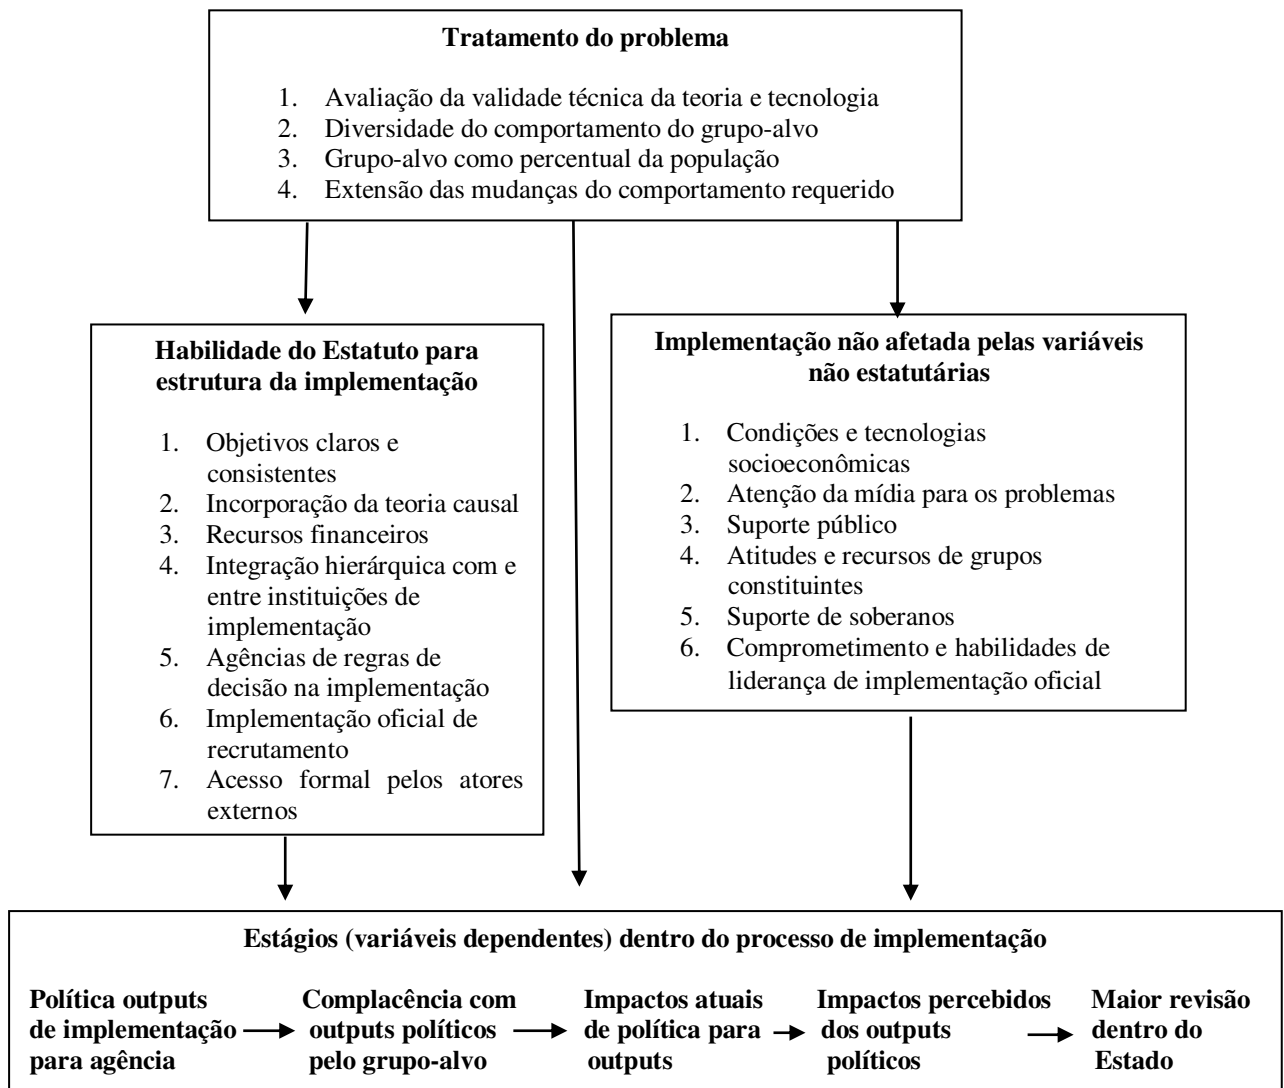 Tratamento do problema
1. Avaliação da validade técnica da teoria e tecnologia
2. Diversidade do comportamento do grupo-alvo
3. Grupo-alvo como percentual da população
4. Extensão das mudanças do comportamento requerido
Habilidade do Estatuto para
estrutura da implementação
1. Objetivos claros e
consistentes
2. Incorporação da teoria causal
3. Recursos financeiros
4. Integração hierárquica com e
entre instituições de
implementação
5. Agências de regras de
decisão na implementação
6. Implementação oficial de
recrutamento
7. Acesso formal pelos atores
externos
Implementação não afetada pelas variáveis
não estatutárias
1. Condições e tecnologias
socioeconômicas
2. Atenção da mídia para os problemas
3. Suporte público
4. Atitudes e recursos de grupos
constituintes
5. Suporte de soberanos
6. Comprometimento e habilidades de
liderança de implementação oficial
Estágios (variáveis dependentes) dentro do processo de implementação
Política outputs
de implementação
para agência
Complacência com
outputs políticos
pelo grupo-alvo
Impactos atuais
de política para
outputs
Impactos percebidos
dos outputs
políticos
Maior revisão
dentro do
Estado